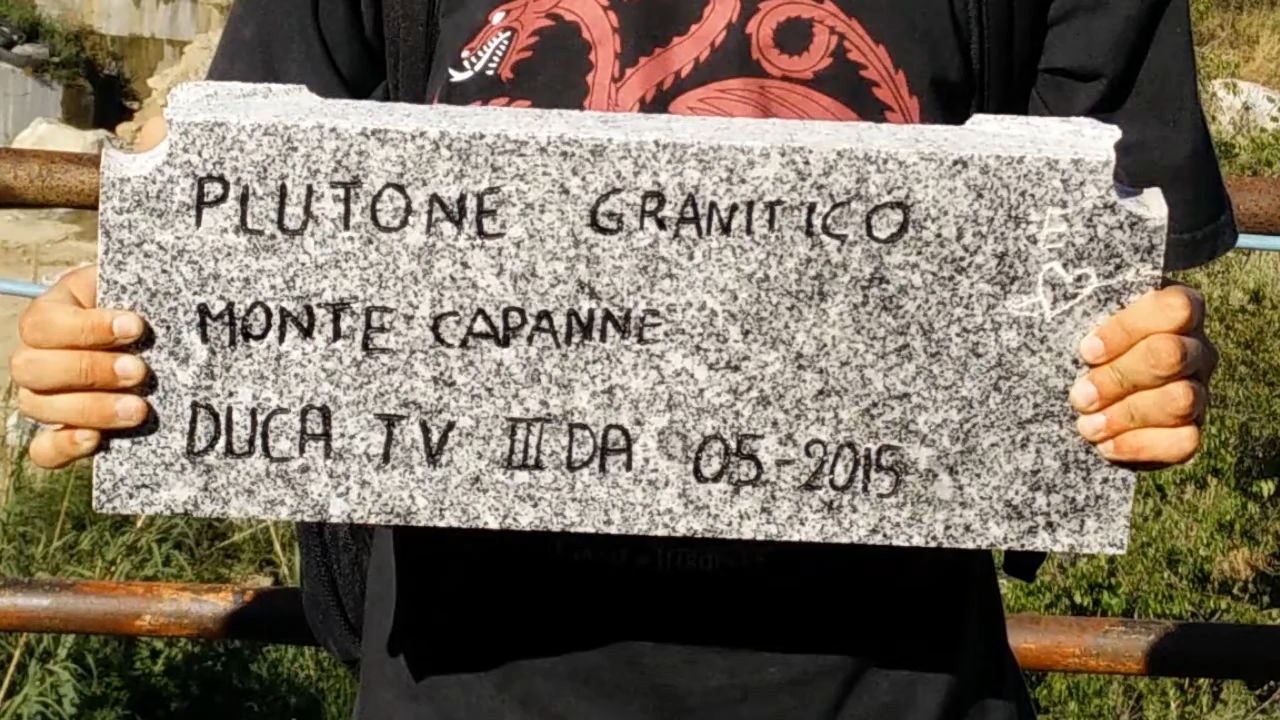 PLUTONE GRANITICO
E
MONTE CAPANNE
DUCA TV III DA 05-2015